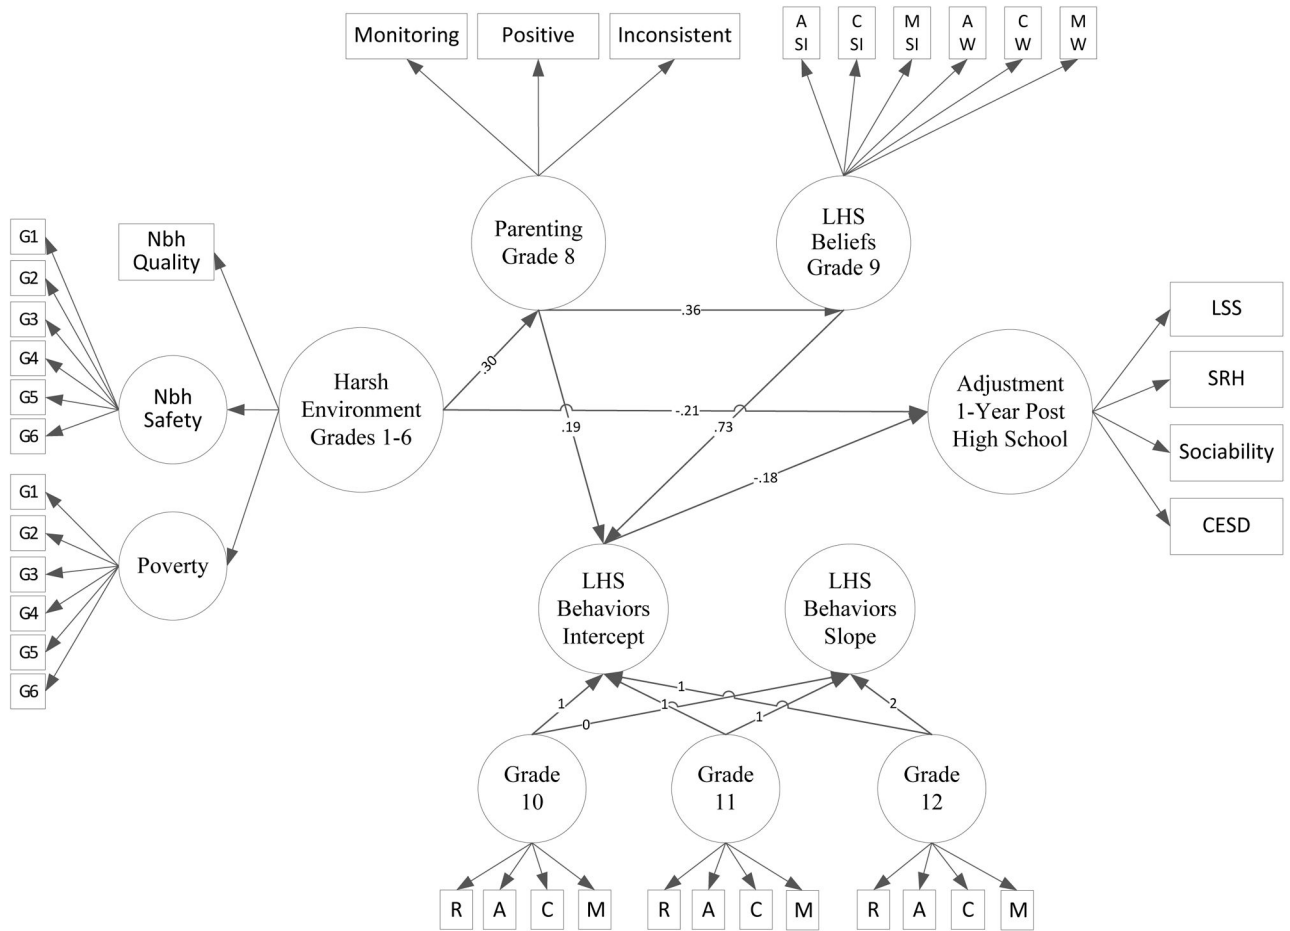 Monitoring
Positive
Inconsistent
A
SI
C
SI
M
SI
A
W
C
W
M
W
Parenting
Grade 8
LHS
Beliefs
Grade 9
G1
G2
G3
G4
G5
G6
Nbh
Quality
Nbh
Safety
Harsh
Environment
Grades 1-6
.30
.36
-.21
.19
.73
-.18
Adjustment
1-Year Post
High School
LSS
SRH
Sociability
CESD
G1
G2
G3
G4
G5
G6
Poverty
LHS
Behaviors
Intercept
LHS
Behaviors
Slope
1
0
1
1
1
2
Grade
10
Grade
11
Grade
12
R
A
C
M
R
A
C
M
R
A
C
M